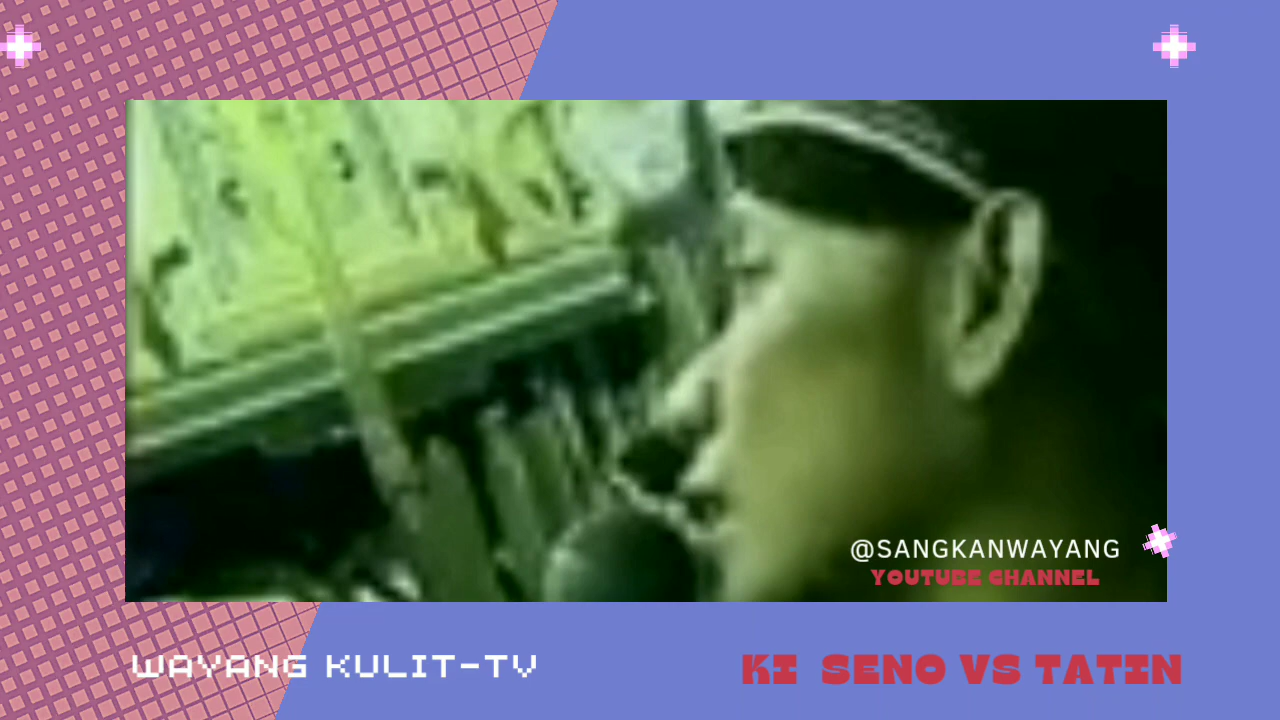 @SANGKANWAYANG
YOUTUBE CHANNEL
WAYANG KULIT-TV
KI SENO VS TATIN